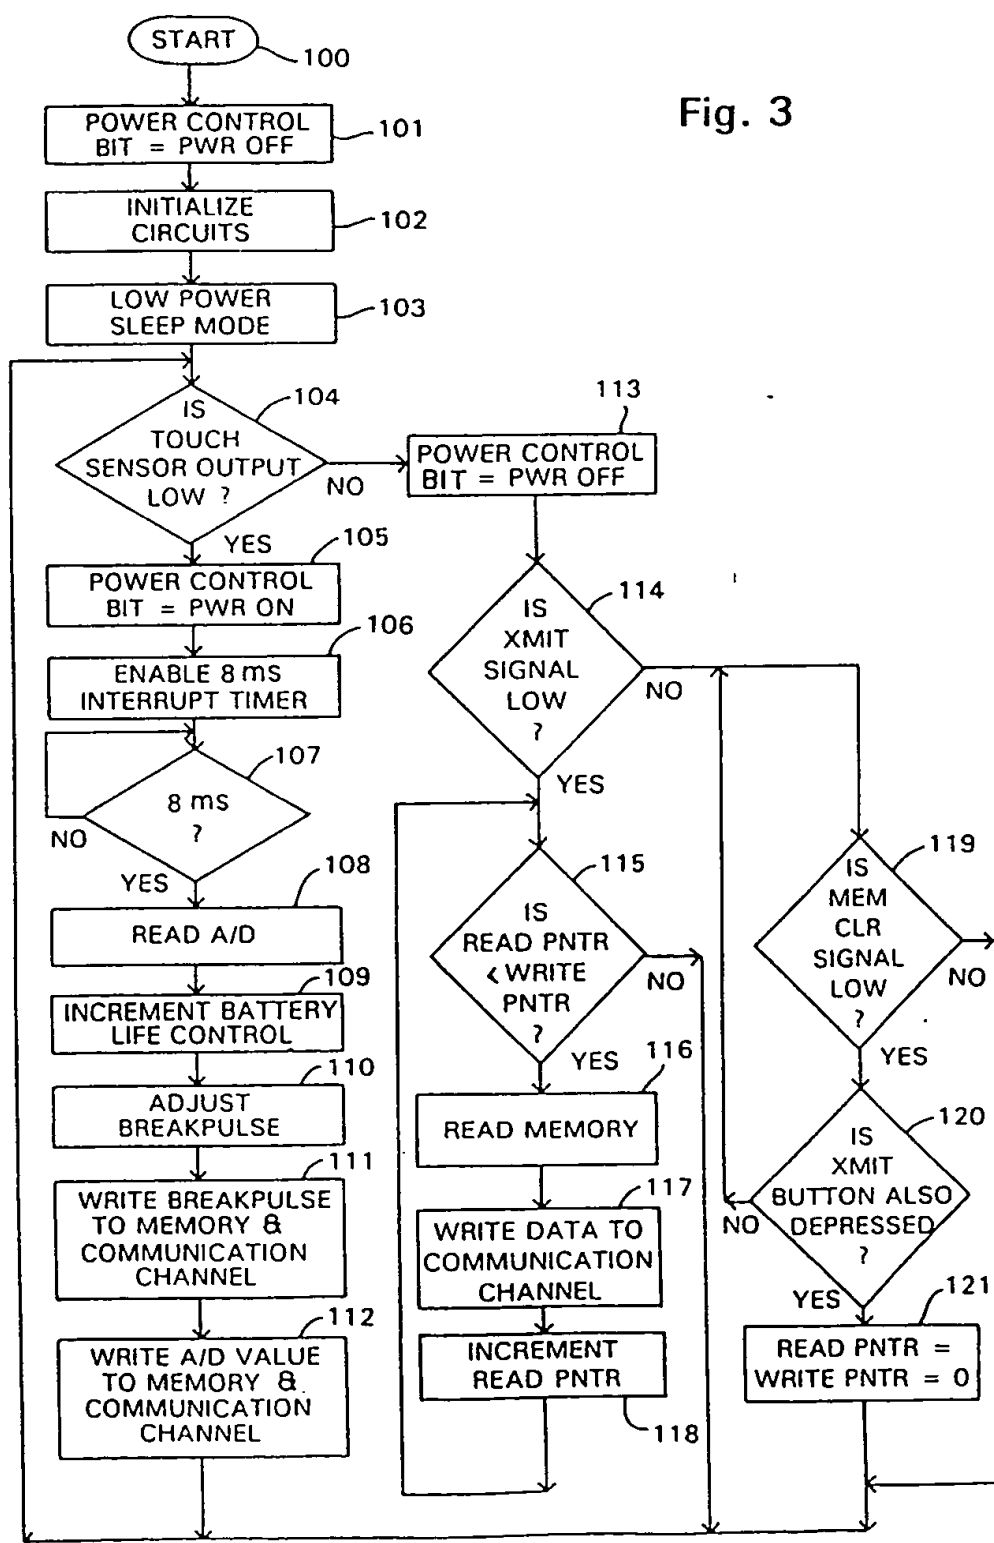 START
100
Fig. 3
POWER CONTROL
BIT = PWR OFF
101
INITIALIZE
CIRCUITS
102
LOW POWER
SLEEP MODE
103
IS
TOUCH
SENSOR OUTPUT
LOW ?
104
NO
YES
POWER CONTROL
BIT = PWR ON
105
ENABLE 8 ms
INTERRUPT TIMER
106
8 ms
?
107
NO
YES
READ A/D
108
INCREMENT BATTERY
LIFE CONTROL
109
ADJUST
BREAKPULSE
110
WRITE BREAKPULSE
TO MEMORY &
COMMUNICATION
CHANNEL
111
WRITE A/D VALUE
TO MEMORY &
COMMUNICATION
CHANNEL
112
113
POWER CONTROL
BIT = PWR OFF
IS
XMIT
SIGNAL
LOW
?
114
NO
YES
IS
READ PNTR
< WRITE
PNTR
?
115
NO
YES
READ MEMORY
116
WRITE DATA TO
COMMUNICATION
CHANNEL
117
INCREMENT
READ PNTR
118
IS
MEM
CLR
SIGNAL
LOW
?
119
NO
YES
IS
XMIT
BUTTON ALSO
DEPRESSED
?
120
NO
YES
READ PNTR =
WRITE PNTR = 0
121